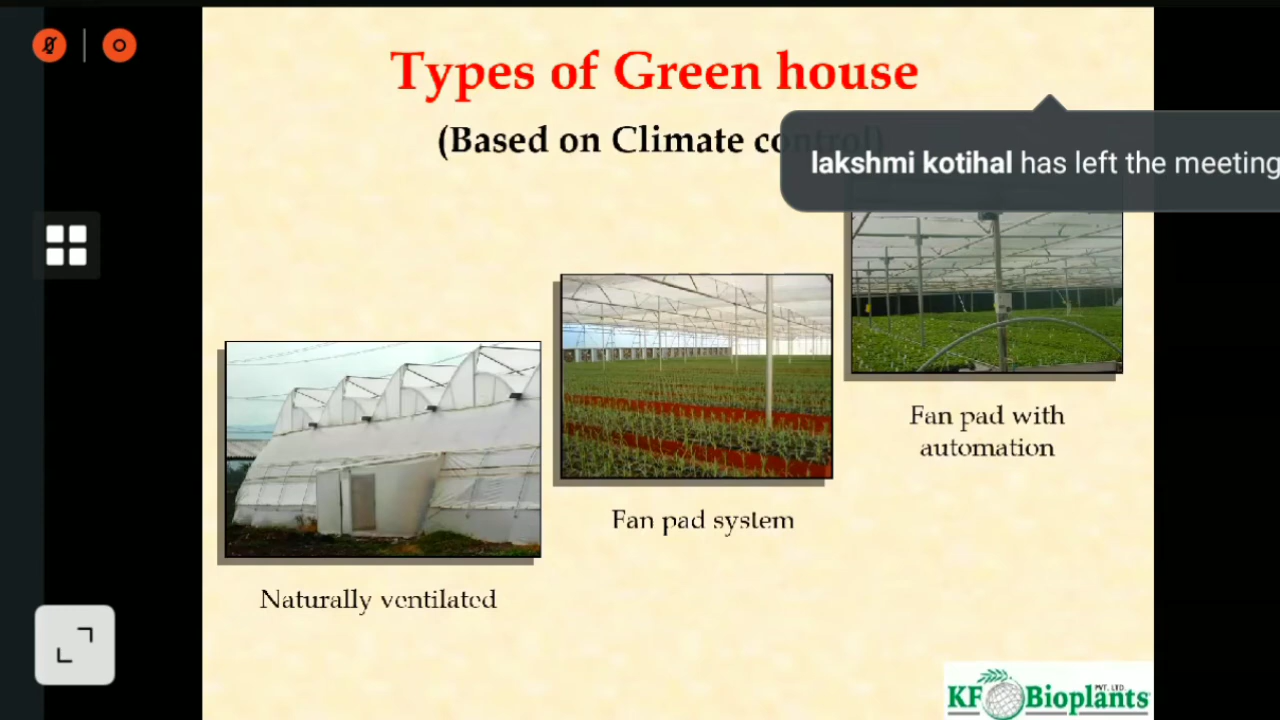 Types of Green house
(Based on Climate control)
lakshmi kotihal has left the meeting
Fan pad with
automation
Fan pad system
Naturally ventilated
KF Bioplants PVT. LTD